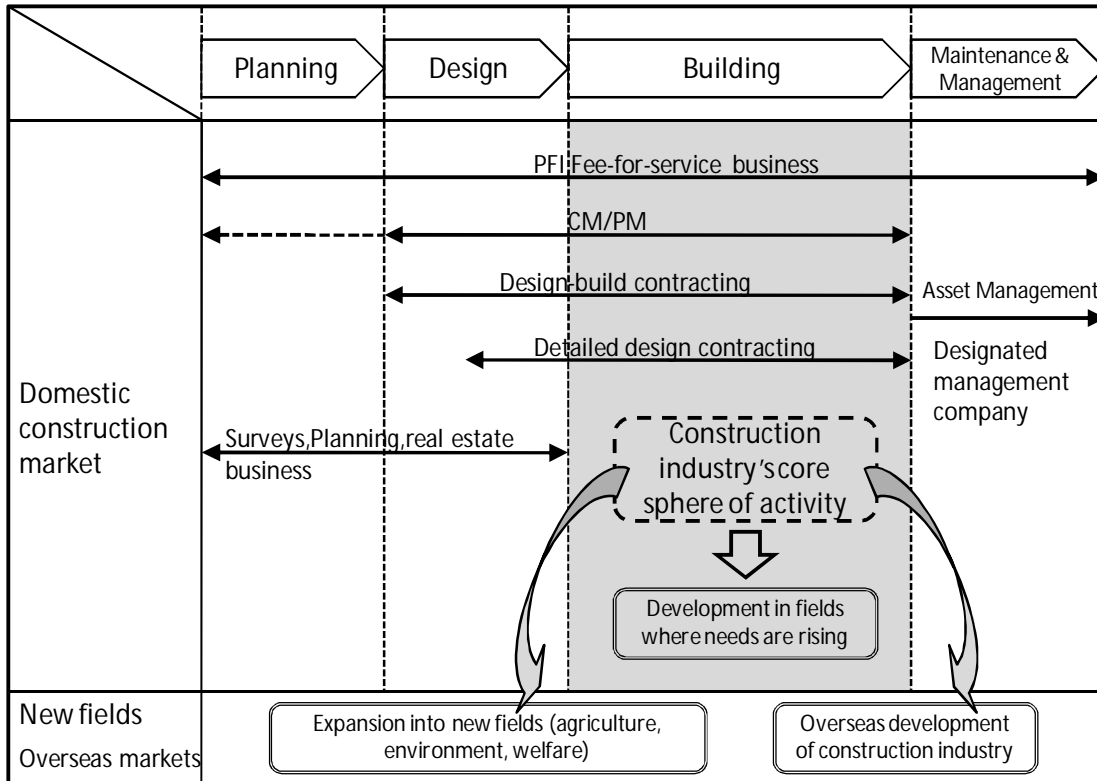 Planning
Design
Building
Maintenance &
Management
PFI Fee-for-service business
CM/PM
Design-build contracting
Asset Management
Detailed design contracting
Designated
management
company
Domestic
construction
market
Surveys,Planning,real estate
business
Construction
industry'score
sphere of activity
Development in fields
where needs are rising
New fields
Overseas markets
Expansion into new fields (agriculture,
environment, welfare)
Overseas development
of construction industry